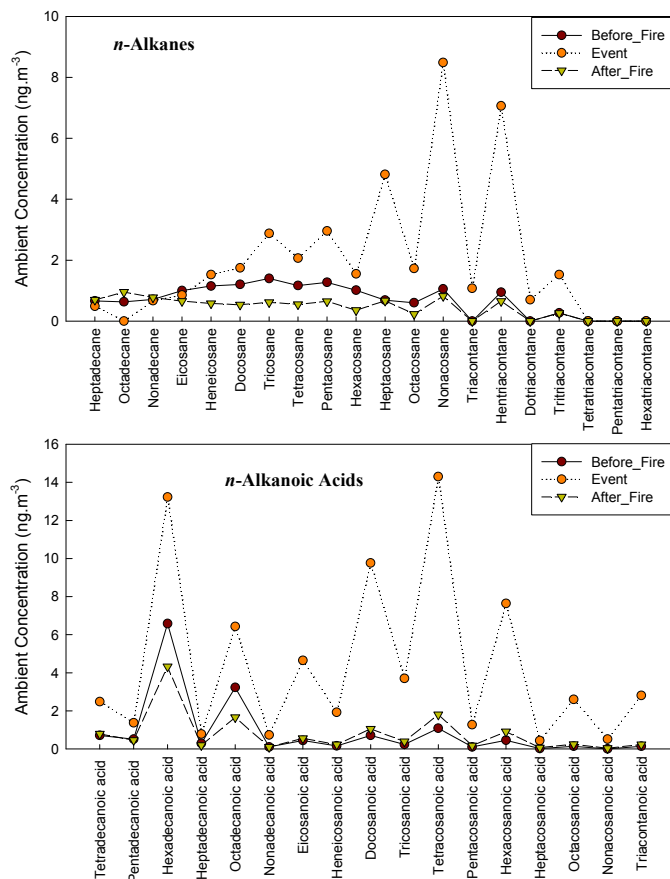 n-Alkanes
Before_Fire
Event
After_Fire
Ambient Concentration (ng.m-3)
10
8
6
4
2
0
Heptadecane
Octadecane
Nonadecane
Eicosane
Heneicosane
Docosane
Tricosane
Tetracosane
Pentacosane
Hexacosane
Heptacosane
Octacosane
Nonacosane
Triacontane
Hentriacontane
Dotriacontane
Tritriacontane
Tetratriacontane
Pentatriacontane
Hexatriacontane
n-Alkanoic Acids
Before_Fire
Event
After_Fire
Ambient Concentration (ng.m-3)
16
14
12
10
8
6
4
2
0
Tetradecanoic acid
Pentadecanoic acid
Hexadecanoic acid
Heptadecanoic acid
Octadecanoic acid
Nonadecanoic acid
Eicosanoic acid
Heneicosanoic acid
Docosanoic acid
Tricosanoic acid
Tetracosanoic acid
Pentacosanoic acid
Hexacosanoic acid
Heptacosanoic acid
Octacosanoic acid
Nonacosanoic acid
Triacontanoic acid